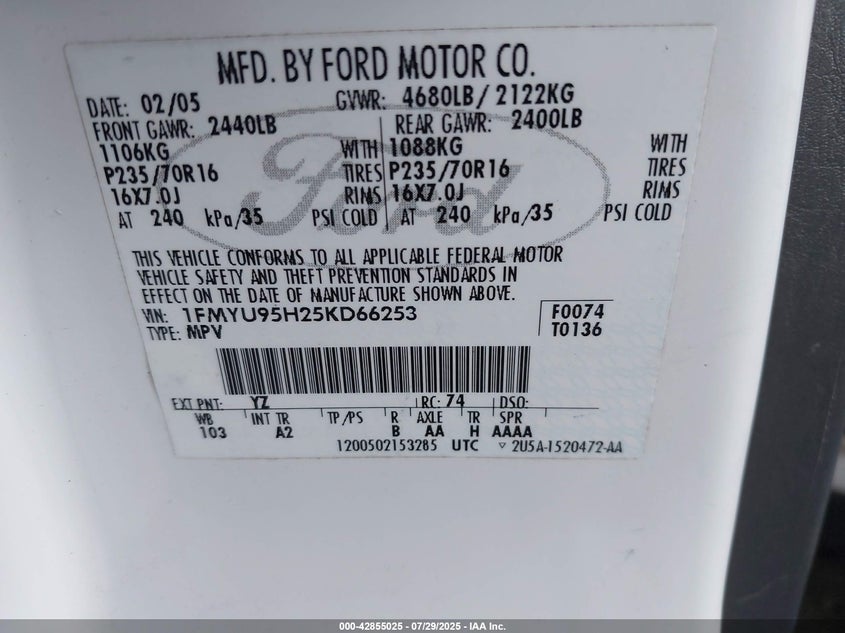 MFD. BY FORD MOTOR CO.
DATE: 02/05 GVWR: 4680LB/ 2122KG
FRONT GAWR: 2440LB REAR GAWR: 2400LB
1106KG WITH 1088KG WITH
P235/70R16 TIRES P235/70R16 TIRES
16X7.0J RIMS 16X7.0J RIMS
AT 240 kPa/35 PSI COLD AT 240 kPa/35 PSI COLD
Ford
THIS VEHICLE CONFORMS TO ALL APPLICABLE FEDERAL MOTOR
VEHICLE SAFETY AND THEFT PREVENTION STANDARDS IN
EFFECT ON THE DATE OF MANUFACTURE SHOWN ABOVE.
VIN: 1FMYU95H25KD66253 F0074
TYPE: MPV T0136
EXT PNT: YZ RC: 74 DSO:
WB INT TR TP/PS R AXLE TR SPR
103 A2 B AA H AAAA
1200502153285 UTC ▽ 2U5A-1520472-AA
000-42855025 | 07/29/2025 | IAA Inc.